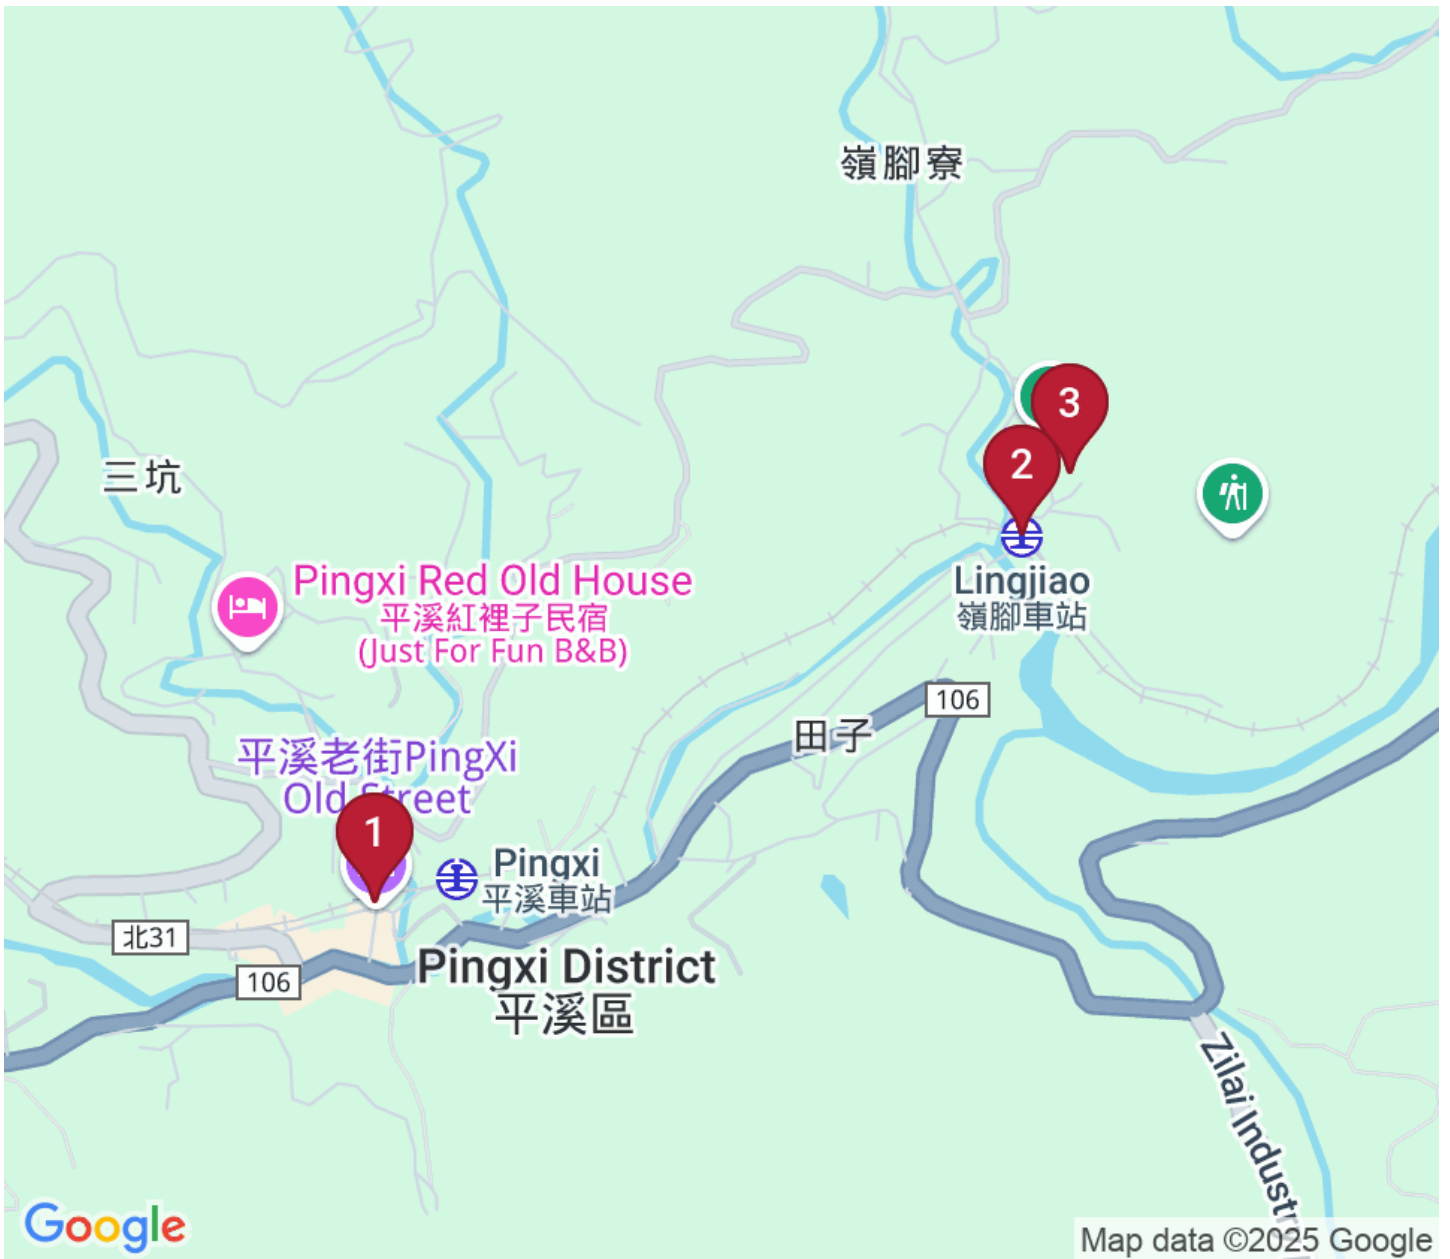 嶺腳寮
3
2
三坑
Lingjiao
嶺腳車站
Pingxi Red Old House
平溪紅裡子民宿
(Just For Fun B&B)
106
田子
平溪老街PingXi
Old Street
1
Pingxi
平溪車站
北31
106
Pingxi District
平溪區
Zilai Industr
Google
Map data ©2025 Google